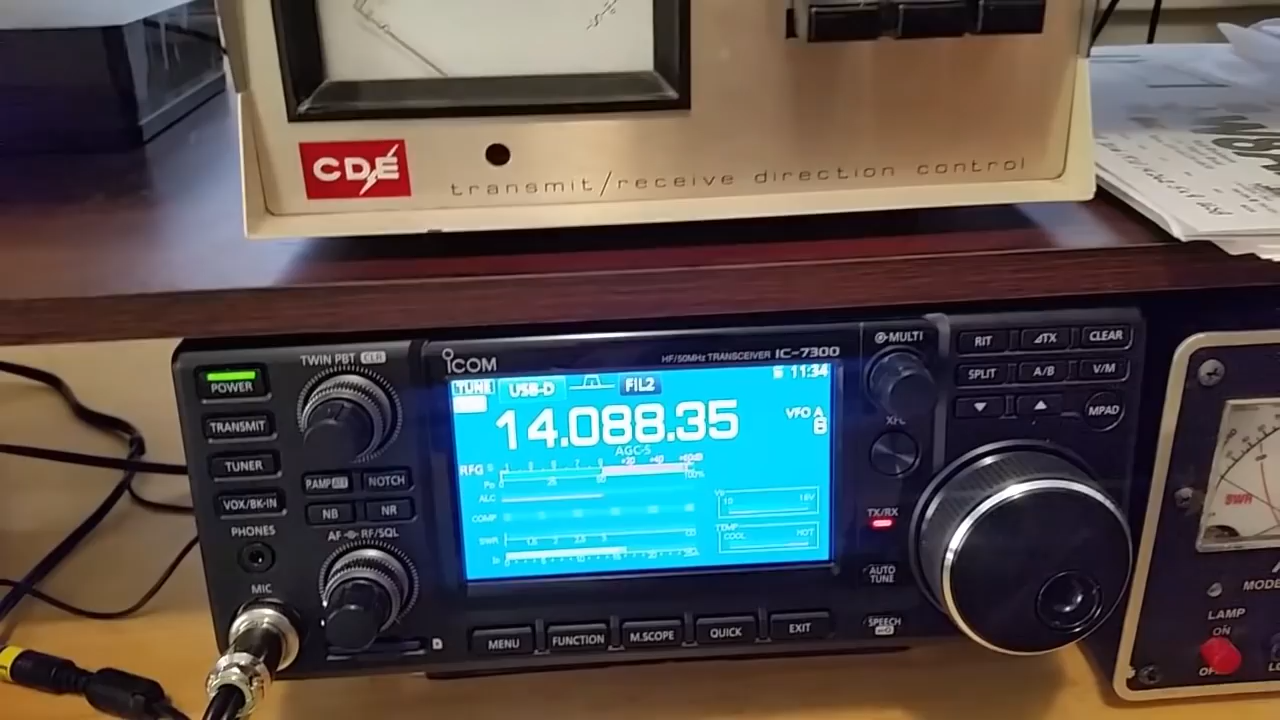 CDE
transmit/receive direction control
TWIN PBT CLR
ICOM
HF/50MHz TRANSCEIVER IC-7300
MULTI
RIT
⊿TX
CLEAR
POWER
TUNE
USB-D
FIL2
11:34
SPLIT
A/B
V/M
14.088.35
VFO A
B
MPAD
TRANSMIT
AGC-S
RFG
TUNER
P.AMP ATT
NOTCH
Po
ALC
VOX/BK-IN
NB
NR
COMP
10
16V
TX/RX
PHONES
AF
RF/SQL
SWR
TEMP
COOL
HOT
SWR
AUTO
TUNE
MIC
MENU
FUNCTION
M.SCOPE
QUICK
EXIT
SPEECH
LAMP
ON